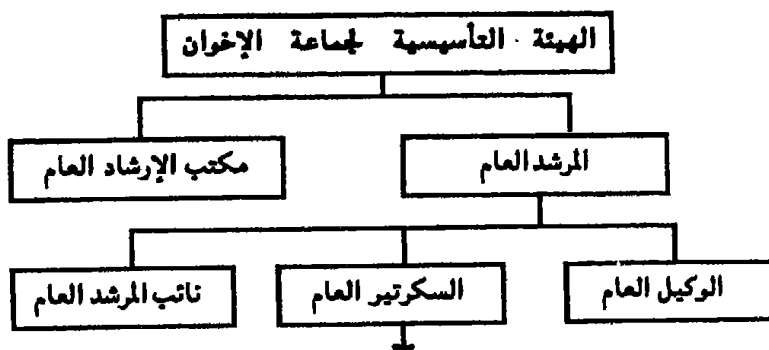 الهيئة التأسيسية لجماعة الإخوان
المرشد العام
مكتب الإرشاد العام
الوكيل العام
السكرتير العام
نائب المرشد العام